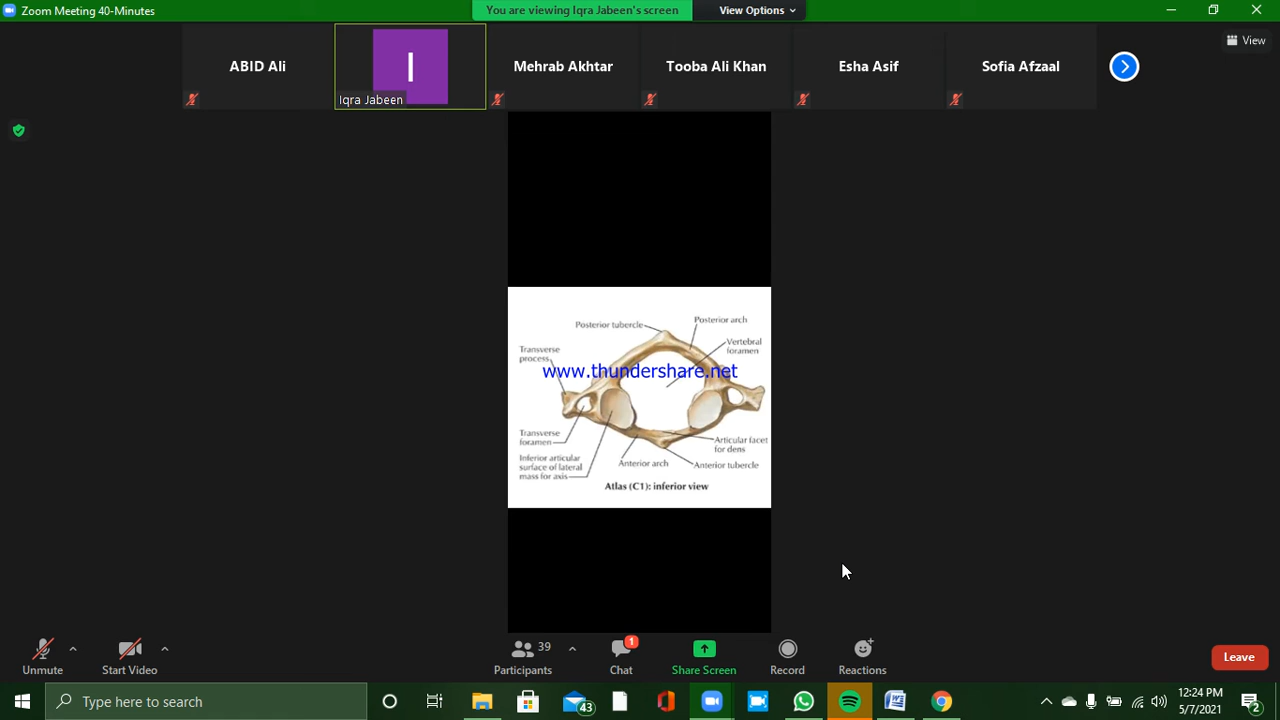 Zoom Meeting 40-Minutes
You are viewing Iqra Jabeen's screen
View Options
View
ABID Ali
I
Iqra Jabeen
Mehrab Akhtar
Tooba Ali Khan
Esha Asif
Sofia Afzaal
Posterior tubercle
Posterior arch
Transverse
process
Vertebral
foramen
www.thundershare.net
Transverse
foramen
Inferior articular
surface of lateral
mass for axis
Anterior arch
Articular facet
for dens
Anterior tubercle
Atlas (C1): inferior view
Unmute
Start Video
39
Participants
1
Chat
Share Screen
Record
Reactions
Leave
Type here to search
43
12:24 PM
5/7/2021
2